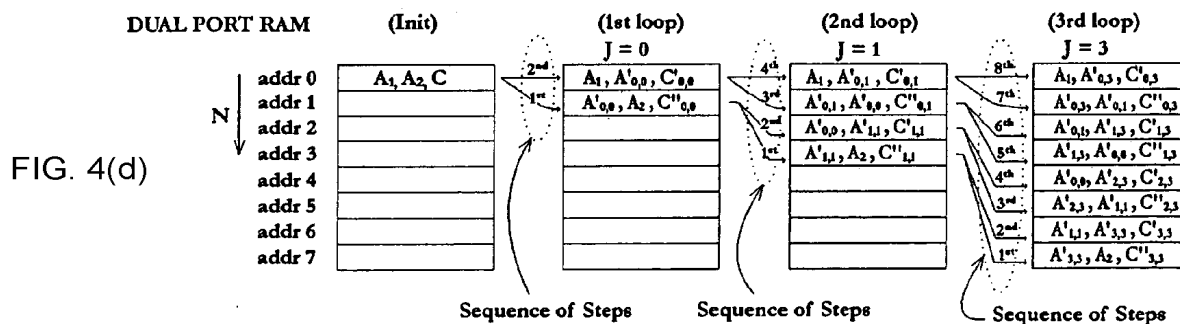 DUAL PORT RAM (Init) (1st loop) (2nd loop) (3rd loop)
J = 0 J = 1 J = 3
addr 0 A₁, A₂, C 2nd A₁, A'₀,₀, C'₀,₀ 4th A₁, A'₀,₁, C'₀,₁ 8th A₁, A'₀,₃, C'₀,₃
addr 1 1st A'₀,₀, A₂, C''₀,₀ 3rd A'₀,₁, A'₀,₀, C''₀,₁ 7th A'₀,₃, A'₀,₁, C''₀,₃
addr 2 2nd A'₀,₀, A'₁,₁, C'₁,₁ 6th A'₀,₁, A'₁,₃, C'₁,₃
addr 3 1st A'₁,₁, A₂, C''₁,₁ 5th A'₁,₃, A'₀,₀, C''₁,₃
addr 4 4th A'₀,₀, A'₂,₃, C'₂,₃
addr 5 3rd A'₂,₃, A'₁,₁, C''₂,₃
addr 6 2nd A'₁,₁, A'₃,₃, C'₃,₃
addr 7 1st A'₃,₃, A₂, C''₃,₃
N
FIG. 4(d)
Sequence of Steps Sequence of Steps Sequence of Steps